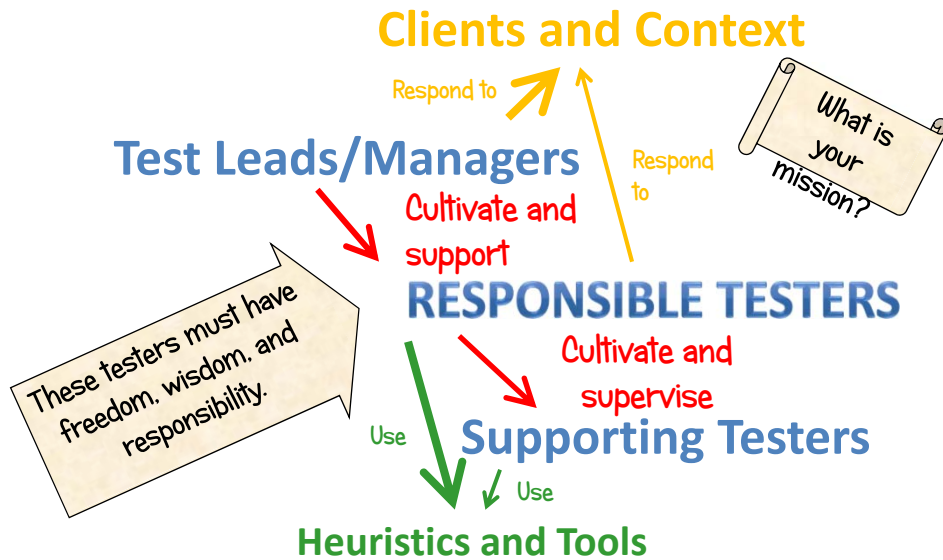 Clients and Context
Respond to
What is
your
mission?
Test Leads/Managers
Respond
to
Cultivate and
support
These testers must have
freedom, wisdom, and
responsibility.
RESPONSIBLE TESTERS
Cultivate and
supervise
Use
Supporting Testers
Use
Heuristics and Tools